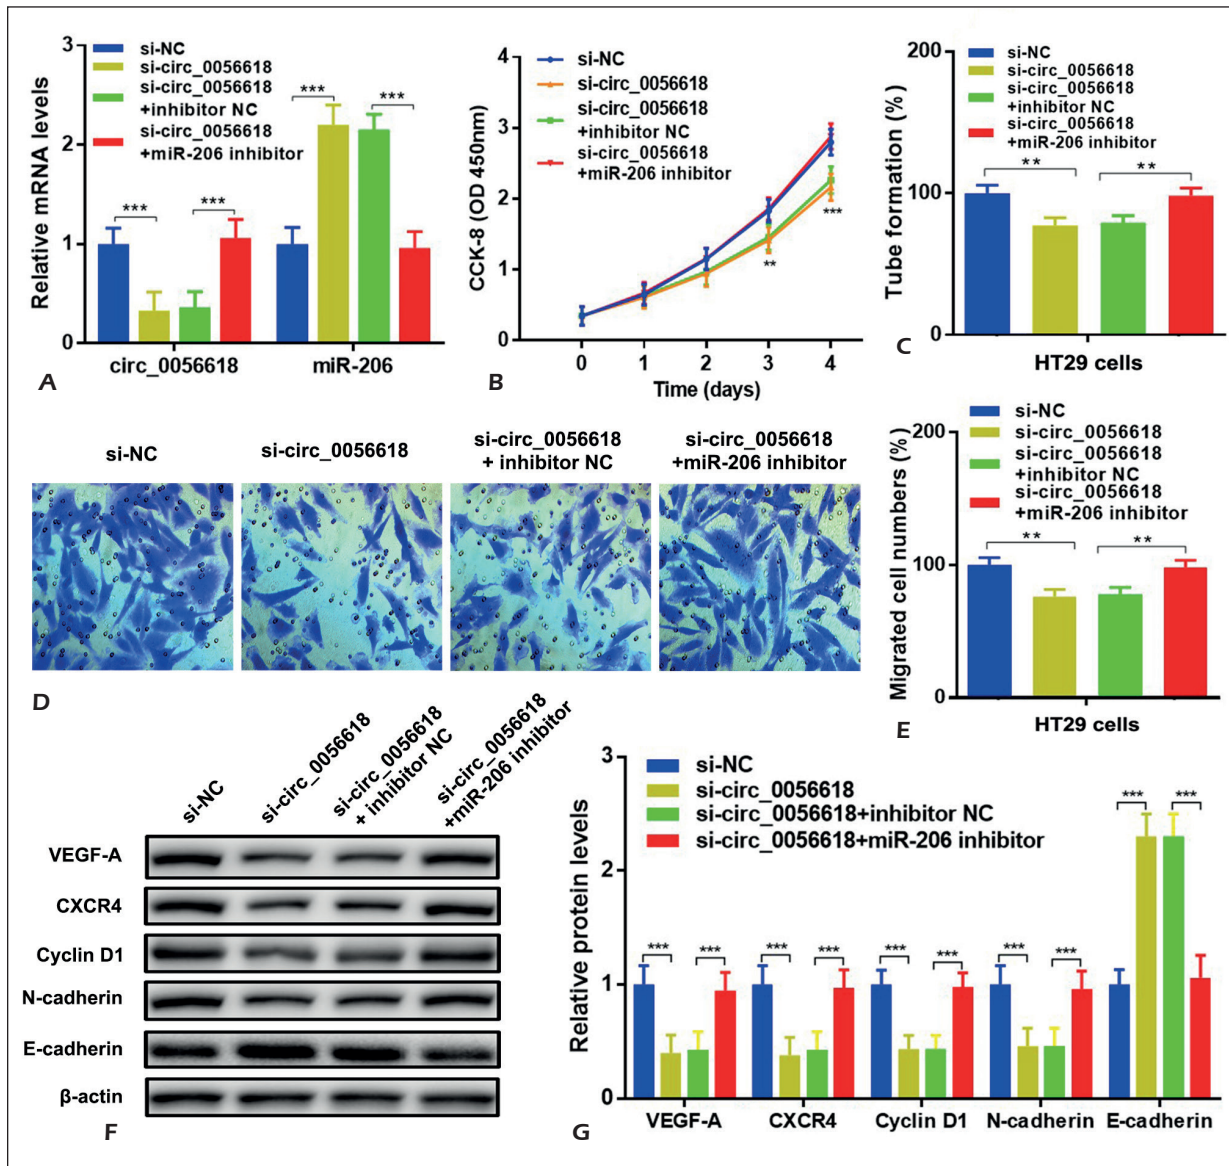 3
2
1
0
Relative mRNA levels
si-NC
si-circ_0056618
si-circ_0056618
+inhibitor NC
si-circ_0056618
+miR-206 inhibitor
***
***
***
***
circ_0056618
miR-206
A
4
3
2
1
0
CCK-8 (OD 450nm)
si-NC
si-circ_0056618
si-circ_0056618
+inhibitor NC
si-circ_0056618
+miR-206 inhibitor
**
***
0 1 2 3 4
Time (days)
B
200
100
0
Tube formation (%)
si-NC
si-circ_0056618
si-circ_0056618
+inhibitor NC
si-circ_0056618
+miR-206 inhibitor
**
**
HT29 cells
C
si-NC
si-circ_0056618
si-circ_0056618
+ inhibitor NC
si-circ_0056618
+miR-206 inhibitor
D
200
100
0
Migrated cell numbers (%)
si-NC
si-circ_0056618
si-circ_0056618
+inhibitor NC
si-circ_0056618
+miR-206 inhibitor
**
**
HT29 cells
E
si-NC
si-circ_0056618
si-circ_0056618
+ inhibitor NC
si-circ_0056618
+miR-206 inhibitor
VEGF-A
CXCR4
Cyclin D1
N-cadherin
E-cadherin
β-actin
F
3
2
1
0
Relative protein levels
si-NC
si-circ_0056618
si-circ_0056618+inhibitor NC
si-circ_0056618+miR-206 inhibitor
***
***
***
***
***
***
***
***
***
***
VEGF-A
CXCR4
Cyclin D1
N-cadherin
E-cadherin
G